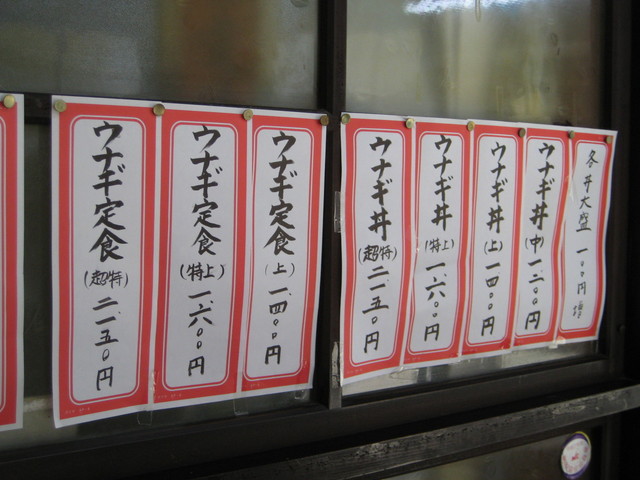 各丼大盛一〇〇円増
ウナギ丼(中)一、二〇〇円
ウナギ丼(上)一、四〇〇円
ウナギ丼(特上)一、六〇〇円
ウナギ丼(超特)二、一五〇円
ウナギ定食(上)一、四〇〇円
ウナギ定食(特上)一、六〇〇円
ウナギ定食(超特)二、一五〇円